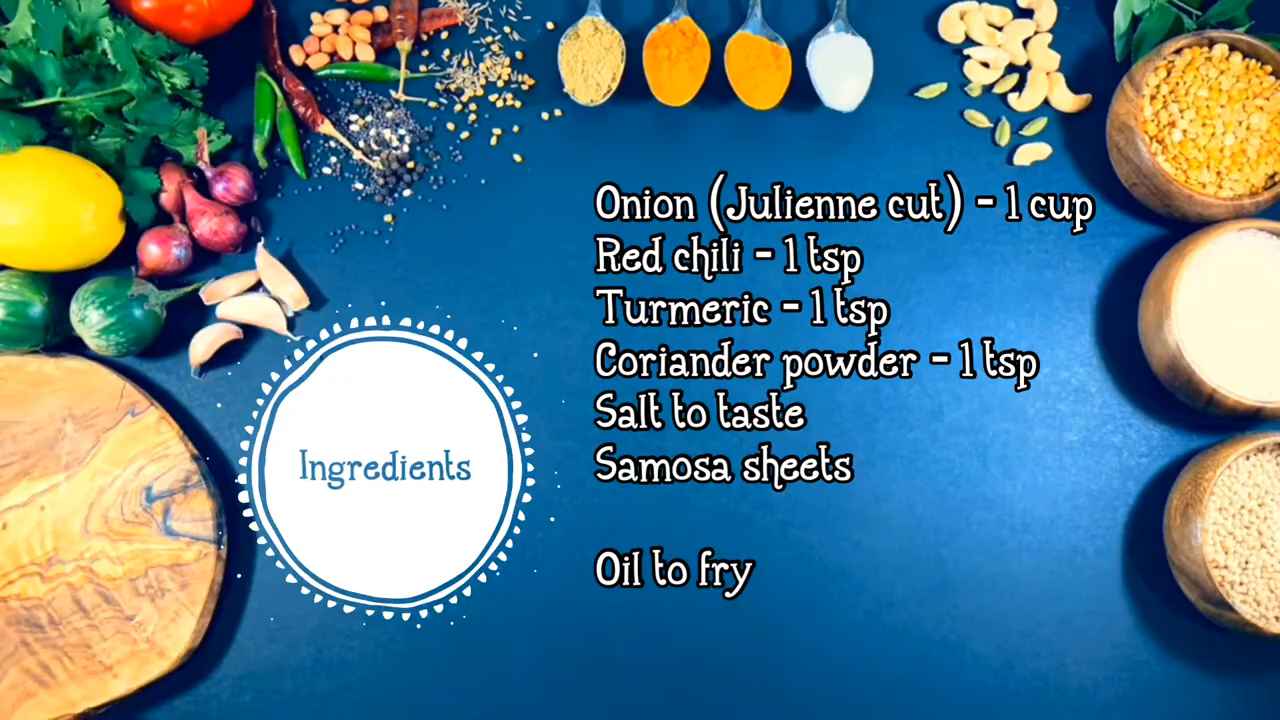 Onion (Julienne cut) - 1 cup
Red chili - 1 tsp
Turmeric - 1 tsp
Coriander powder - 1 tsp
Salt to taste
Samosa sheets
Oil to fry
Ingredients